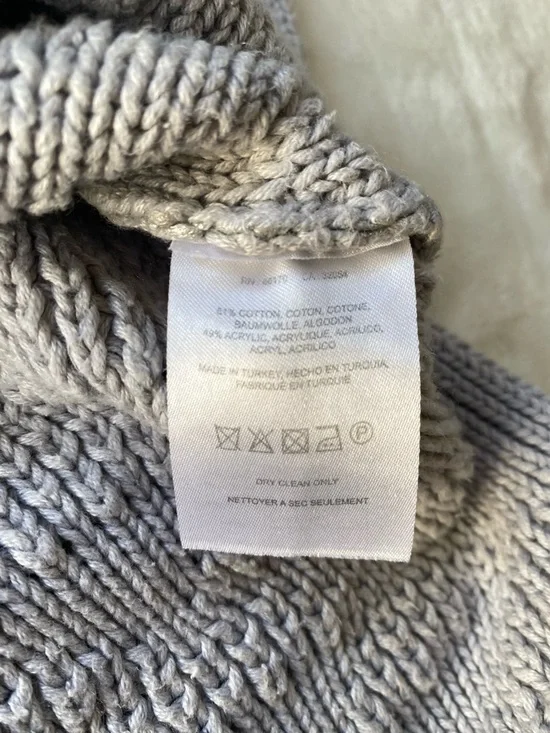 51% COTTON, COTON, COTONE,
BAUMWOLLE, ALGODON
49% ACRYLIC, ACRYLIQUE, ACRILICO,
ACRYL, ACRILICO
MADE IN TURKEY, HECHO EN TURQUIA,
FABRIQUÉ EN TURQUIE
P
DRY CLEAN ONLY
NETTOYER A SEC SEULEMENT